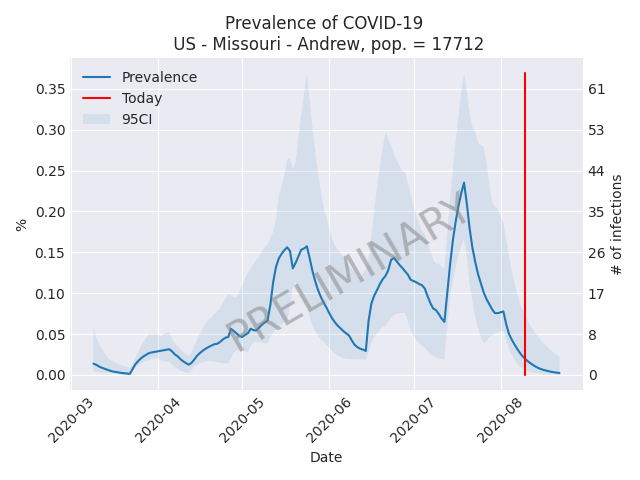 Prevalence of COVID-19
US - Missouri - Andrew, pop. = 17712
Prevalence
Today
95CI
0.35
0.30
0.25
0.20
0.15
0.10
0.05
0.00
%
61
53
44
35
26
17
8
0
# of infections
PRELIMINARY
2020-03
2020-04
2020-05
2020-06
2020-07
2020-08
Date